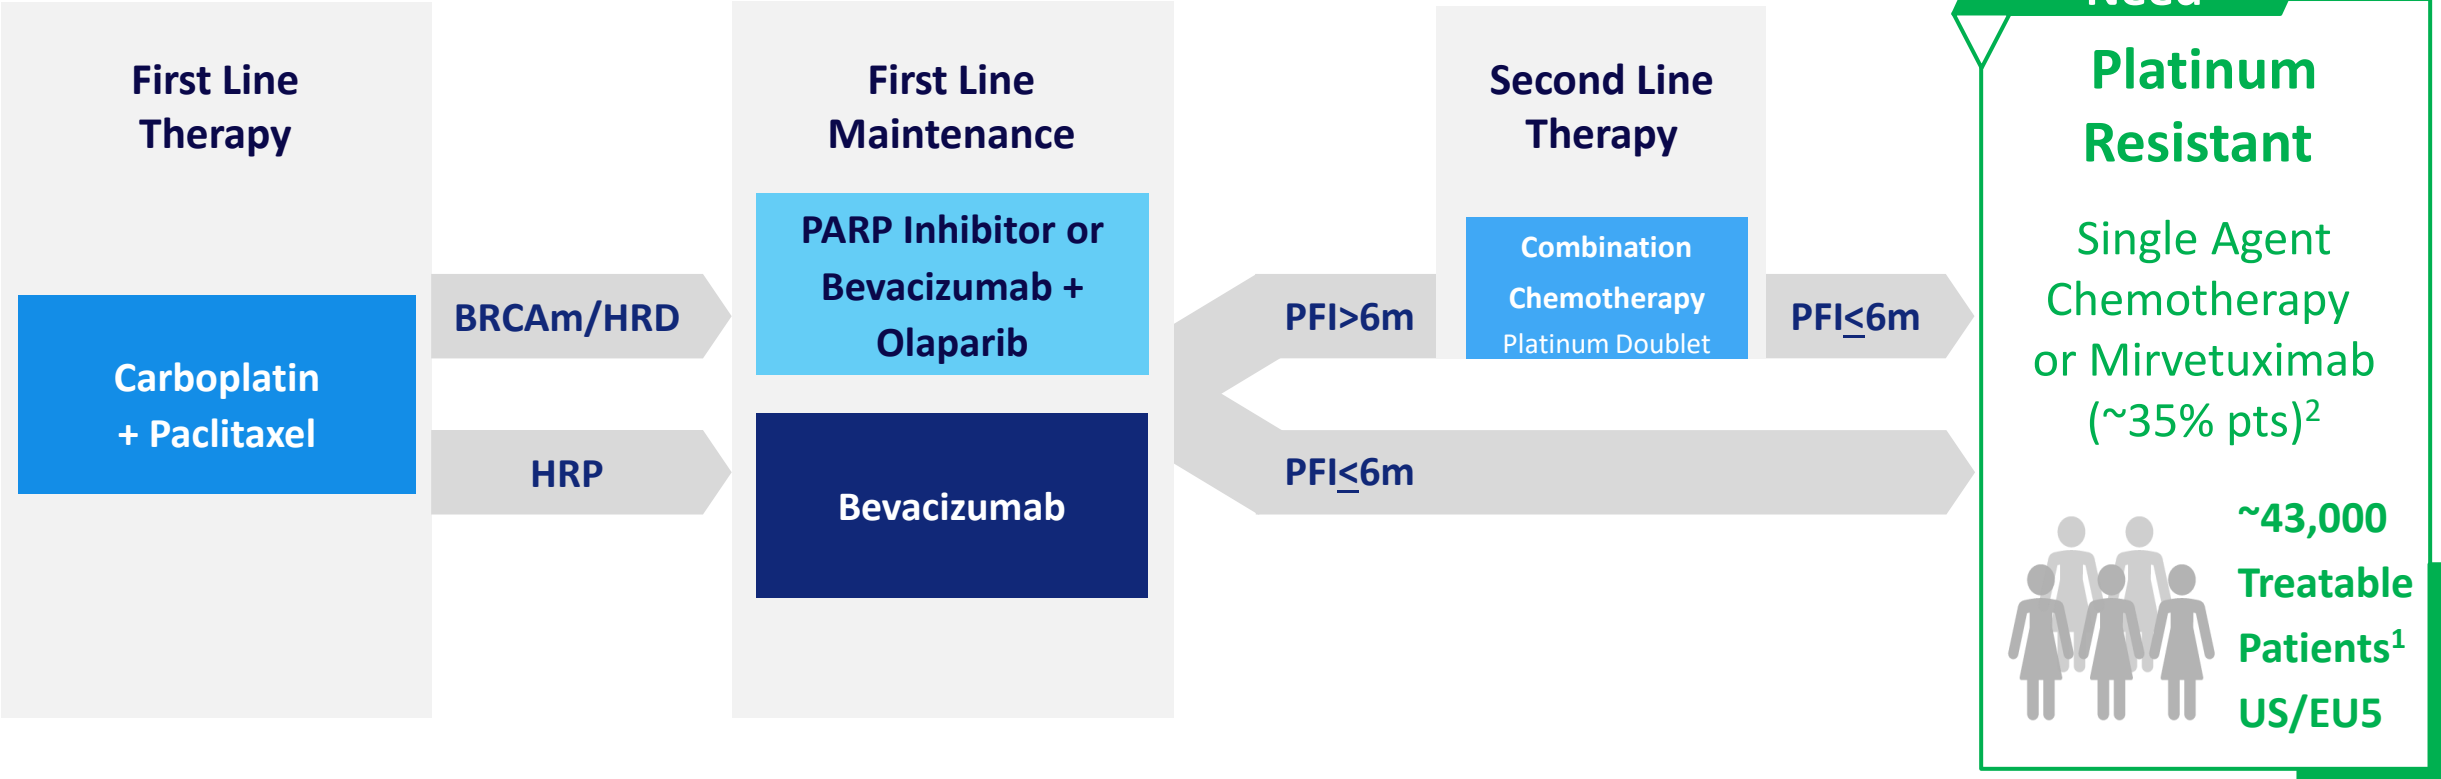 First Line
Therapy
Carboplatin
+ Paclitaxel
BRCAm/HRD
HRP
First Line
Maintenance
PARP Inhibitor or
Bevacizumab +
Olaparib
Bevacizumab
PFI>6m
PFI≤6m
Second Line
Therapy
Combination
Chemotherapy
Platinum Doublet
PFI≤6m
Need
Platinum
Resistant
Single Agent
Chemotherapy
or Mirvetuximab
(~35% pts)²
~43,000
Treatable
Patients¹
US/EU5